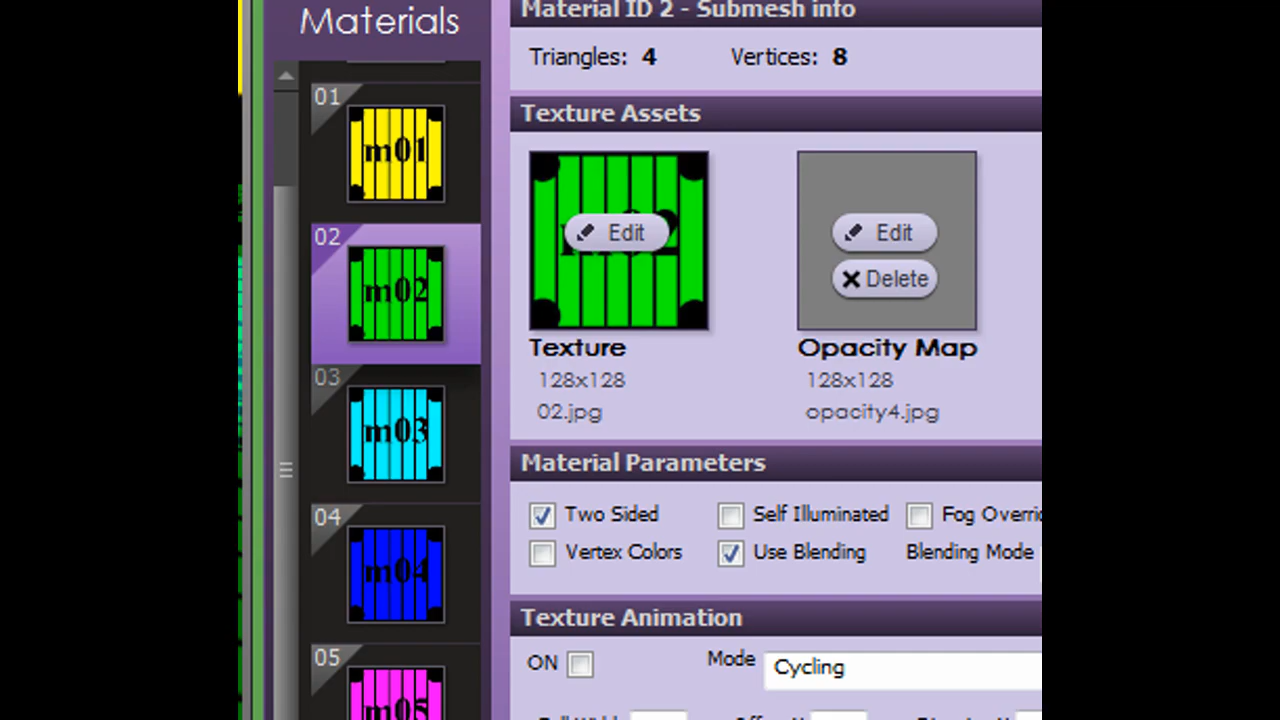 Materials
01
m01
02
m02
03
m03
04
m04
05
m05
Material ID 2 - Submesh info
Triangles: 4 Vertices: 8
Texture Assets
Edit
Edit
Delete
Texture
128x128
02.jpg
Opacity Map
128x128
opacity4.jpg
Material Parameters
Two Sided Self Illuminated Fog
Vertex Colors Use Blending Blending Mode
Texture Animation
ON Mode Cycling